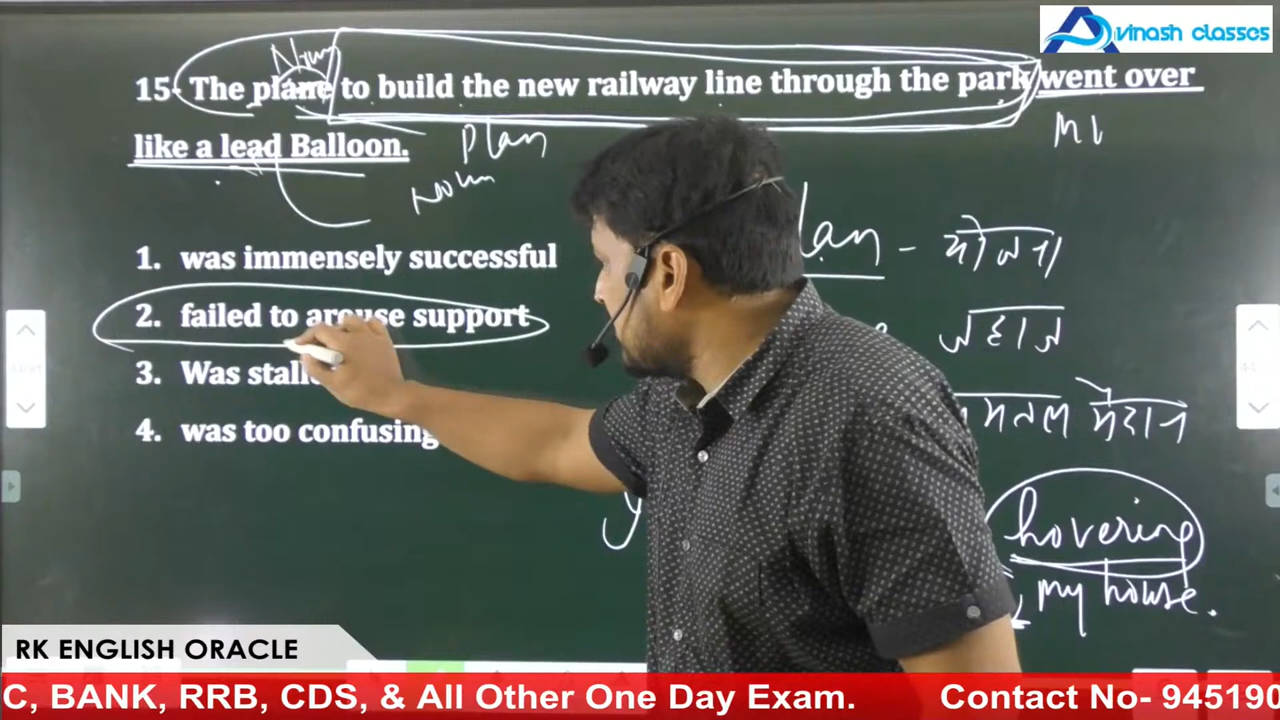 vinash classes
Noun
15- The plane to build the new railway line through the park went over
like a lead Balloon.
Plan
Noun
MV
1. was immensely successful
2. failed to arouse support
3. Was stall
4. was too confusing
lan - योजना
जहाज
समतल मैदान
hovering
my house.
RK ENGLISH ORACLE
C, BANK, RRB, CDS, & All Other One Day Exam. Contact No- 945190